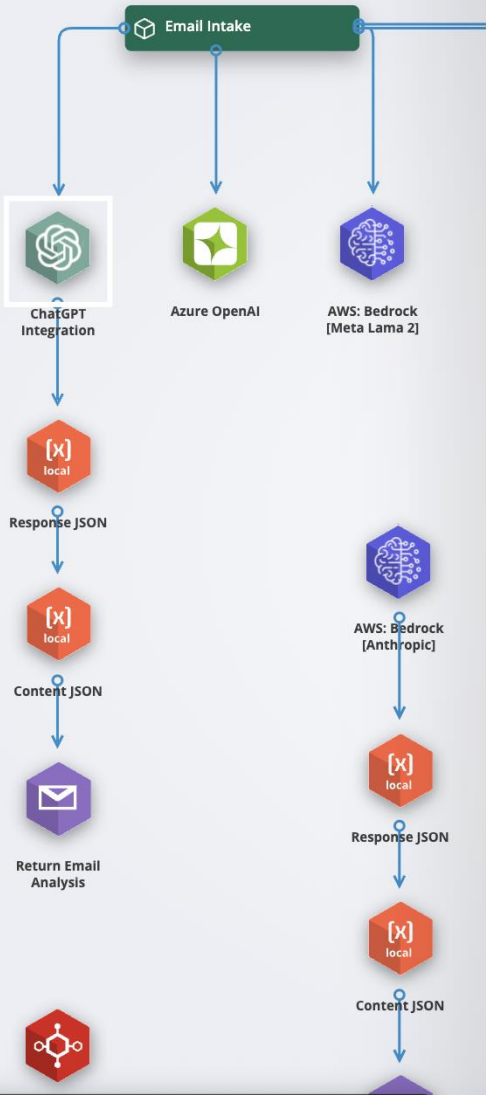 Email Intake
ChatGPT
Integration
Azure OpenAI
AWS: Bedrock
[Meta Lama 2]
(x)
local
Response JSON
(x)
local
Content JSON
AWS: Bedrock
[Anthropic]
Return Email
Analysis
(x)
local
Response JSON
(x)
local
Content JSON